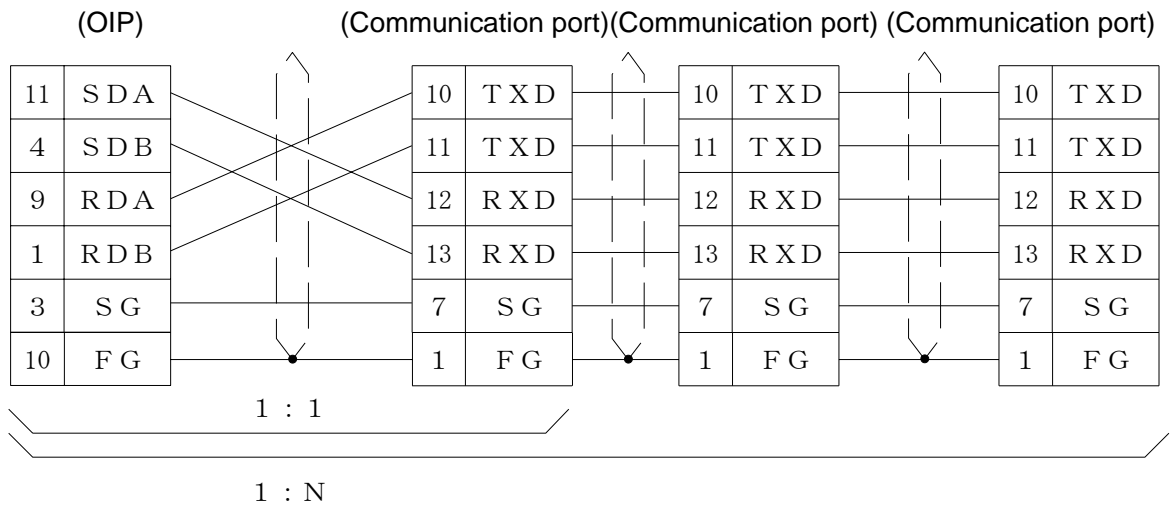 (OIP) (Communication port)(Communication port) (Communication port)
11 SDA 10 TXD 10 TXD 10 TXD
4 SDB 11 TXD 11 TXD 11 TXD
9 RDA 12 RXD 12 RXD 12 RXD
1 RDB 13 RXD 13 RXD 13 RXD
3 SG 7 SG 7 SG 7 SG
10 FG 1 FG 1 FG 1 FG
1 : 1
1 : N